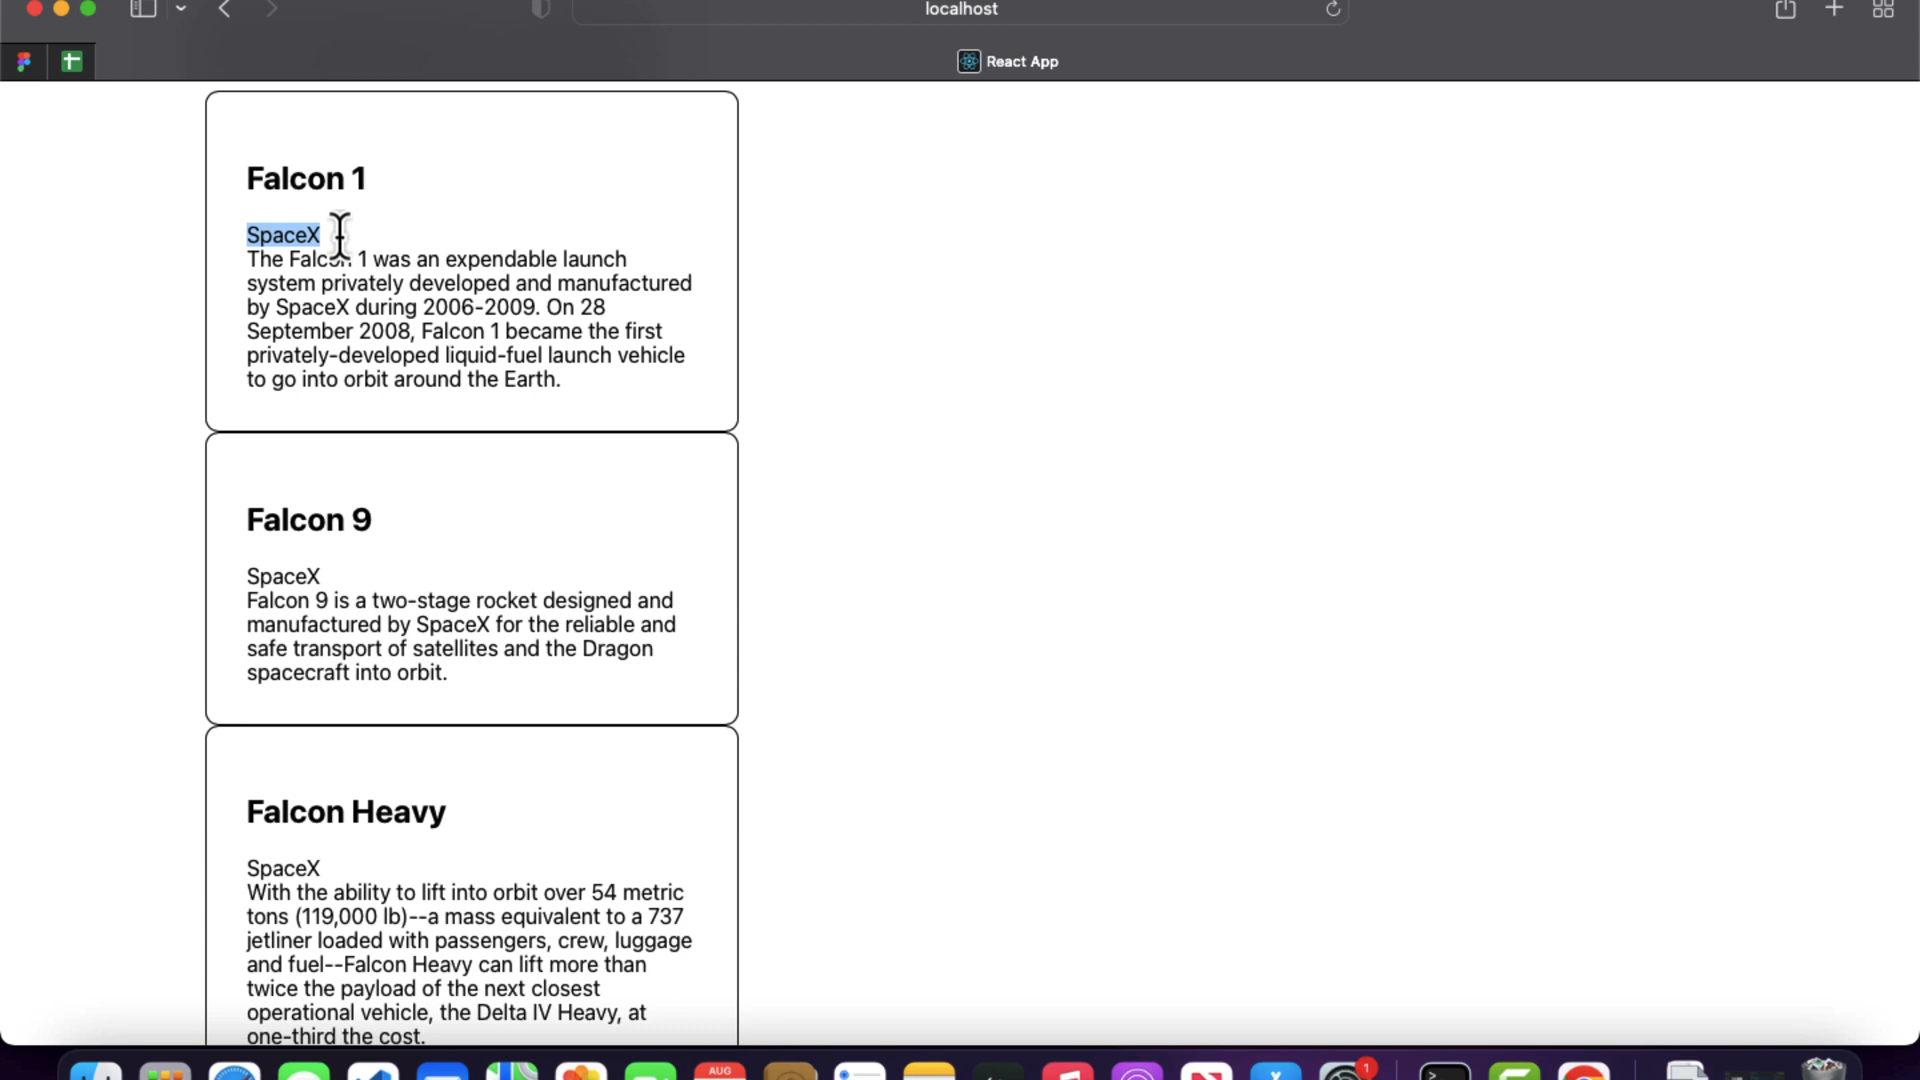 localhost
React App
Falcon 1
SpaceX
The Falcon 1 was an expendable launch
system privately developed and manufactured
by SpaceX during 2006-2009. On 28
September 2008, Falcon 1 became the first
privately-developed liquid-fuel launch vehicle
to go into orbit around the Earth.
Falcon 9
SpaceX
Falcon 9 is a two-stage rocket designed and
manufactured by SpaceX for the reliable and
safe transport of satellites and the Dragon
spacecraft into orbit.
Falcon Heavy
SpaceX
With the ability to lift into orbit over 54 metric
tons (119,000 lb)--a mass equivalent to a 737
jetliner loaded with passengers, crew, luggage
and fuel--Falcon Heavy can lift more than
twice the payload of the next closest
operational vehicle, the Delta IV Heavy, at
one-third the cost.
AUG
1